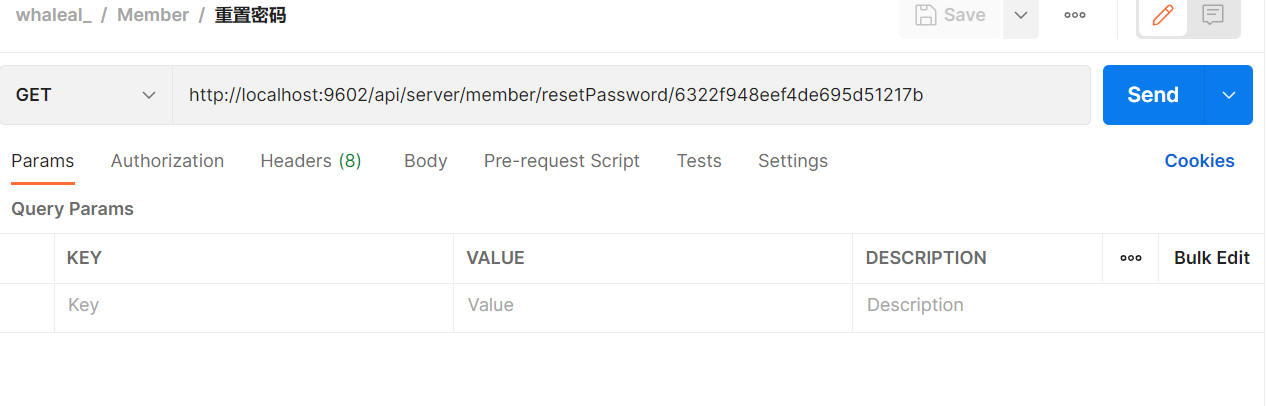 whaleal_ / Member / 重置密码 Save
GET http://localhost:9602/api/server/member/resetPassword/6322f948eef4de695d51217b Send
Params Authorization Headers (8) Body Pre-request Script Tests Settings Cookies
Query Params
KEY VALUE DESCRIPTION Bulk Edit
Key Value Description